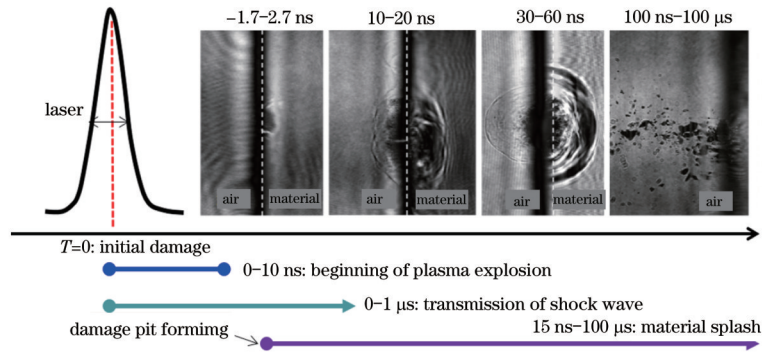 −1.7−2.7 ns
10−20 ns
30−60 ns
100 ns−100 μs
laser
air
material
air
material
air
material
air
T=0: initial damage
0−10 ns: beginning of plasma explosion
0−1 μs: transmission of shock wave
damage pit formimg
15 ns−100 μs: material splash